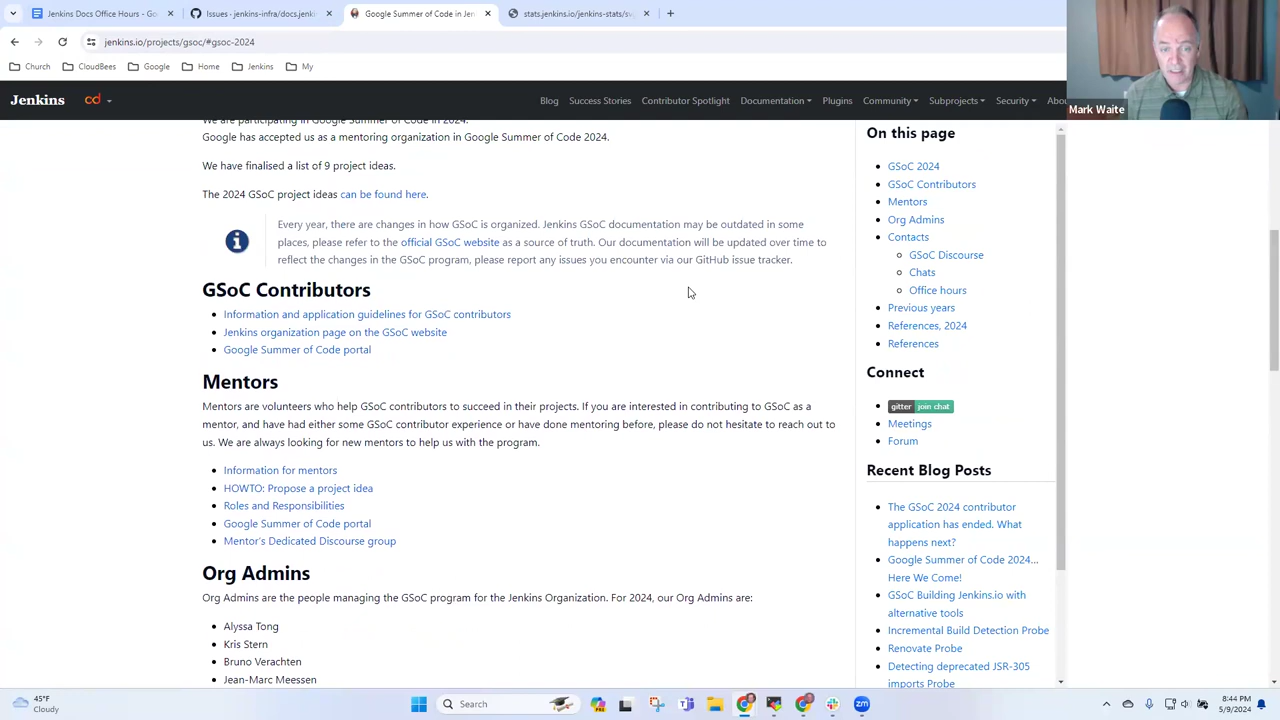 Jenkins Docs Office Hours - Go
Issues · jenkins-infra/docs.jenki
Google Summer of Code in Jen
stats.jenkins.io/jenkins-stats/svg
jenkins.io/projects/gsoc/#gsoc-2024
Church
CloudBees
Google
Home
Jenkins
My
Mark Waite
Jenkins
cd
Blog
Success Stories
Contributor Spotlight
Documentation
Plugins
Community
Subprojects
Security
Abou
We are participating in Google Summer of Code in 2024.
Google has accepted us as a mentoring organization in Google Summer of Code 2024.
We have finalised a list of 9 project ideas.
The 2024 GSoC project ideas can be found here.
Every year, there are changes in how GSoC is organized. Jenkins GSoC documentation may be outdated in some
places, please refer to the official GSoC website as a source of truth. Our documentation will be updated over time to
reflect the changes in the GSoC program, please report any issues you encounter via our GitHub issue tracker.
GSoC Contributors
Information and application guidelines for GSoC contributors
Jenkins organization page on the GSoC website
Google Summer of Code portal
Mentors
Mentors are volunteers who help GSoC contributors to succeed in their projects. If you are interested in contributing to GSoC as a
mentor, and have had either some GSoC contributor experience or have done mentoring before, please do not hesitate to reach out to
us. We are always looking for new mentors to help us with the program.
Information for mentors
HOWTO: Propose a project idea
Roles and Responsibilities
Google Summer of Code portal
Mentor's Dedicated Discourse group
Org Admins
Org Admins are the people managing the GSoC program for the Jenkins Organization. For 2024, our Org Admins are:
Alyssa Tong
Kris Stern
Bruno Verachten
Jean-Marc Meessen
On this page
GSoC 2024
GSoC Contributors
Mentors
Org Admins
Contacts
GSoC Discourse
Chats
Office hours
Previous years
References, 2024
References
Connect
gitter join chat
Meetings
Forum
Recent Blog Posts
The GSoC 2024 contributor
application has ended. What
happens next?
Google Summer of Code 2024...
Here We Come!
GSoC Building Jenkins.io with
alternative tools
Incremental Build Detection Probe
Renovate Probe
Detecting deprecated JSR-305
imports Probe
45°F
Cloudy
Search
8:44 PM
5/9/2024